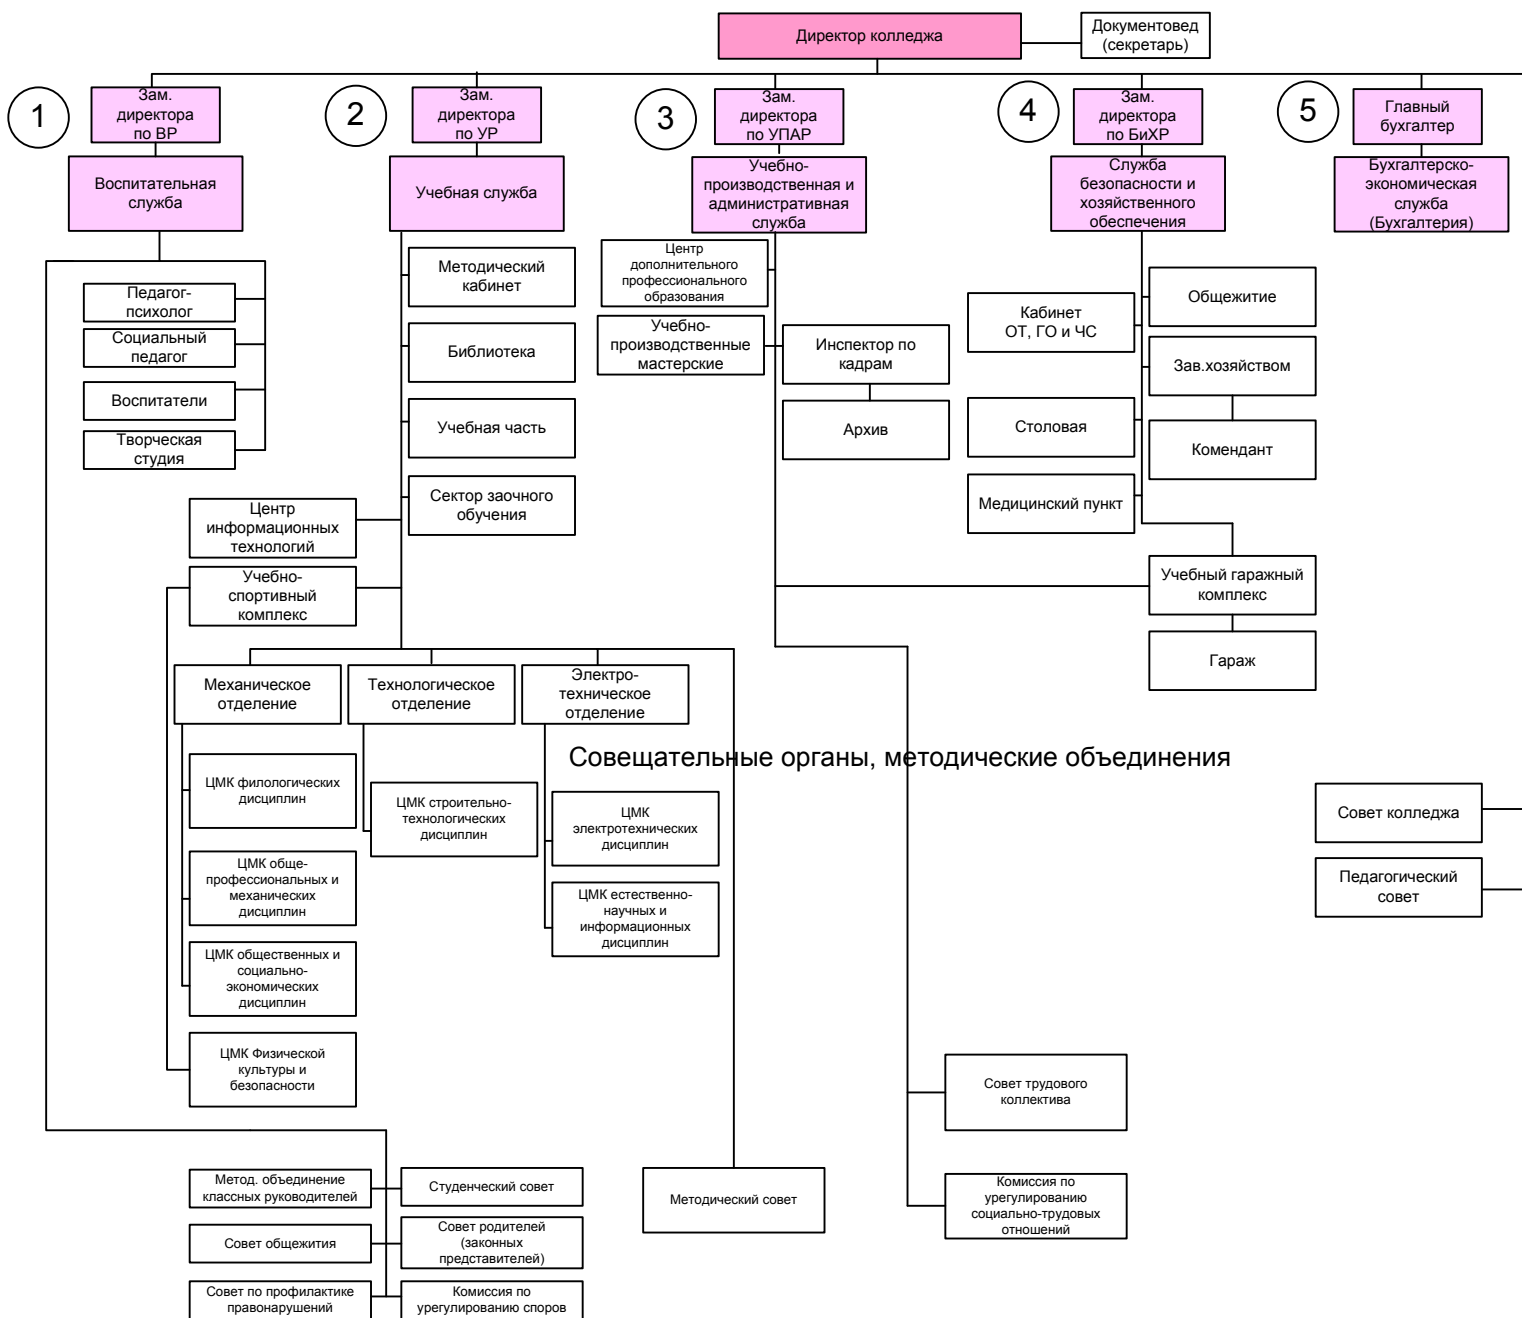 Директор колледжа
Документовед
(секретарь)
1
Зам.
директора
по ВР
2
Зам.
директора
по УР
3
Зам.
директора
по УПАР
4
Зам.
директора
по БиХР
5
Главный
бухгалтер
Воспитательная
служба
Учебная служба
Учебно-
производственная и
административная
служба
Служба
безопасности и
хозяйственного
обеспечения
Бухгалтерско-
экономическая
служба
(Бухгалтерия)
Педагог-
психолог
Социальный
педагог
Воспитатели
Творческая
студия
Методический
кабинет
Библиотека
Учебная часть
Сектор заочного
обучения
Центр
информационных
технологий
Учебно-
спортивный
комплекс
Центр
дополнительного
профессионального
образования
Учебно-
производственные
мастерские
Инспектор по
кадрам
Архив
Кабинет
ОТ, ГО и ЧС
Столовая
Медицинский пункт
Общежитие
Зав.хозяйством
Комендант
Учебный гаражный
комплекс
Гараж
Механическое
отделение
Технологическое
отделение
Электро-
техническое
отделение
Совещательные органы, методические объединения
ЦМК филологических
дисциплин
ЦМК обще-
профессиональных и
механических
дисциплин
ЦМК общественных и
социально-
экономических
дисциплин
ЦМК Физической
культуры и
безопасности
ЦМК строительно-
технологических
дисциплин
ЦМК
электротехнических
дисциплин
ЦМК естественно-
научных и
информационных
дисциплин
Совет колледжа
Педагогический
совет
Совет трудового
коллектива
Комиссия по
урегулированию
социально-трудовых
отношений
Методический совет
Метод. объединение
классных руководителей
Студенческий совет
Совет общежития
Совет родителей
(законных
представителей)
Совет по профилактике
правонарушений
Комиссия по
урегулированию споров